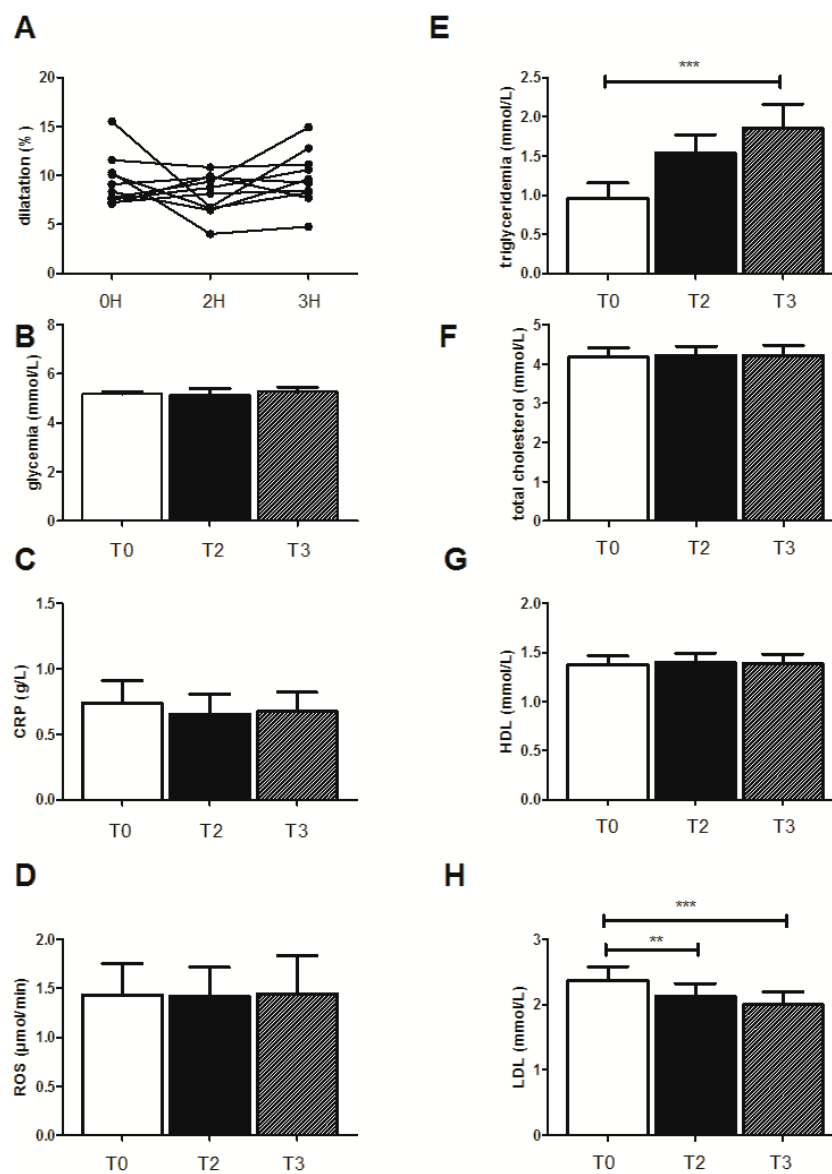 A
dilatation (%)
20
15
10
5
0
0H 2H 3H
B
glycemia (mmol/L)
8
6
4
2
0
T0 T2 T3
C
CRP (g/L)
1.5
1.0
0.5
0.0
T0 T2 T3
D
ROS (µmol/min)
2.0
1.5
1.0
0.5
0.0
T0 T2 T3
E
triglyceridemia (mmol/L)
2.5
2.0
1.5
1.0
0.5
0.0
***
T0 T2 T3
F
total cholesterol (mmol/L)
5
4
3
2
1
0
T0 T2 T3
G
HDL (mmol/L)
2.0
1.5
1.0
0.5
0.0
T0 T2 T3
H
LDL (mmol/L)
3
2
1
0
***
**
T0 T2 T3